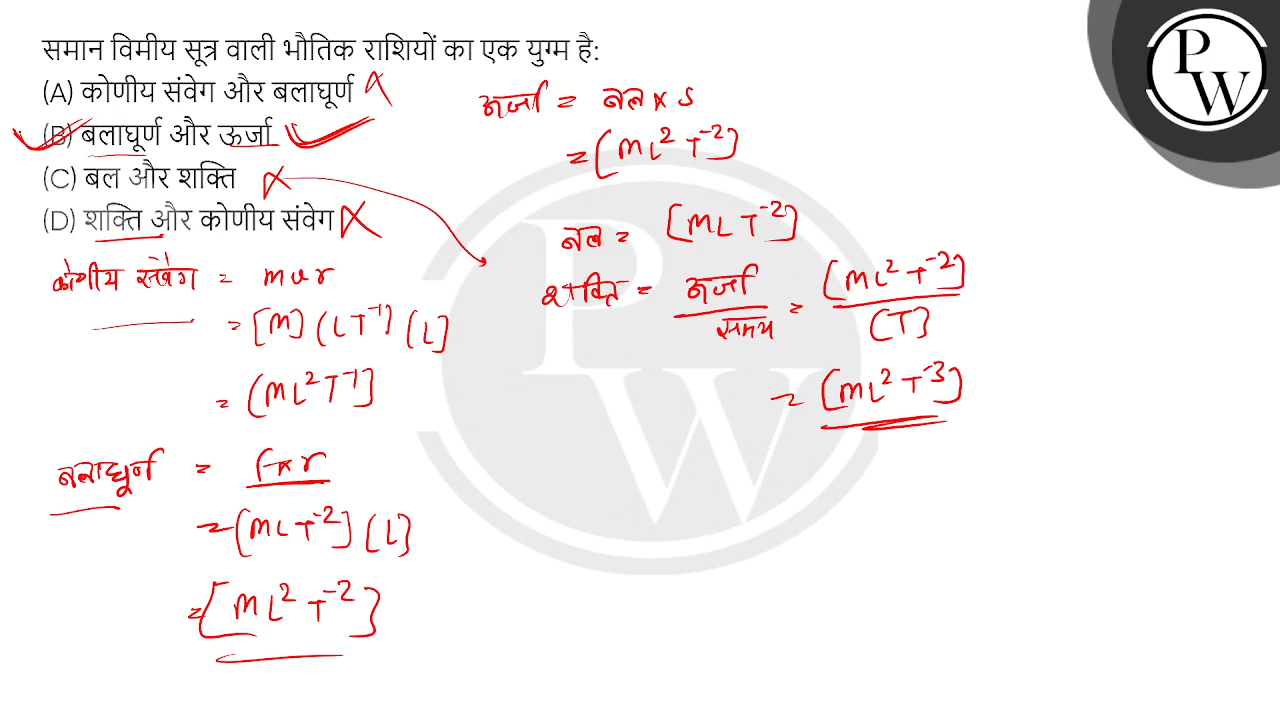 समान विमीय सूत्र वाली भौतिक राशियों का एक युग्म है:
(A) कोणीय संवेग और बलाघूर्ण
(B) बलाघूर्ण और ऊर्जा
(C) बल और शक्ति
(D) शक्ति और कोणीय संवेग
कोणीय संवेग = m v r
= [M] (LT⁻¹) [L]
= (ML²T⁻¹]
बलाघूर्ण = F × r
= [MLT⁻²] [L]
= [ML²T⁻²]
ऊर्जा = बल × s
= [ML²T⁻²]
बल = [MLT⁻²]
शक्ति = ऊर्जा / समय = [ML²T⁻²] / [T]
= [ML²T⁻³]
P
W
P
W